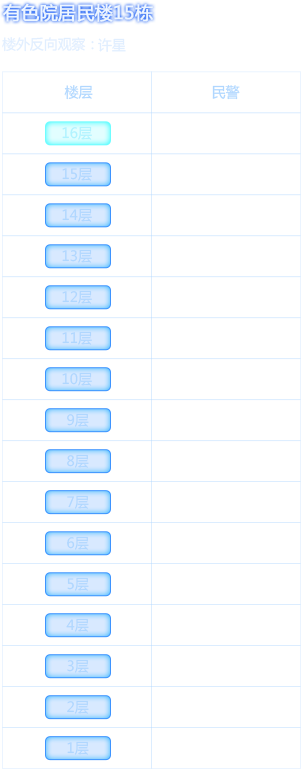 有色院居民楼15栋
楼外反向观察：许星
楼层 民警
16层
15层
14层
13层
12层
11层
10层
9层
8层
7层
6层
5层
4层
3层
2层
1层